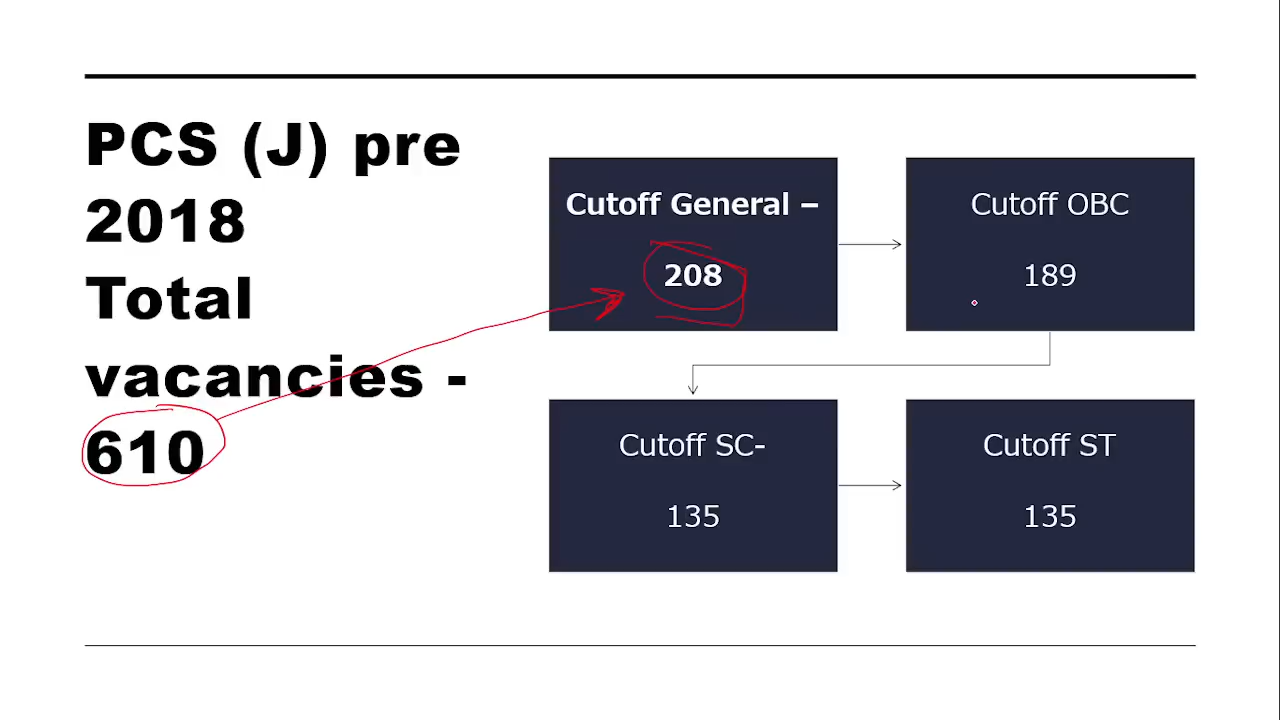 PCS (J) pre
2018
Total
vacancies -
610
Cutoff General –
208
Cutoff OBC
189
Cutoff SC-
135
Cutoff ST
135